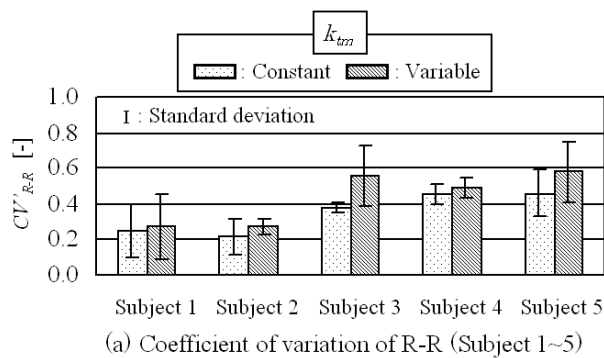 k_tm
: Constant : Variable
I : Standard deviation
CV'_R-R [-]
1.0
0.8
0.6
0.4
0.2
0.0
Subject 1 Subject 2 Subject 3 Subject 4 Subject 5
(a) Coefficient of variation of R-R (Subject 1~5)